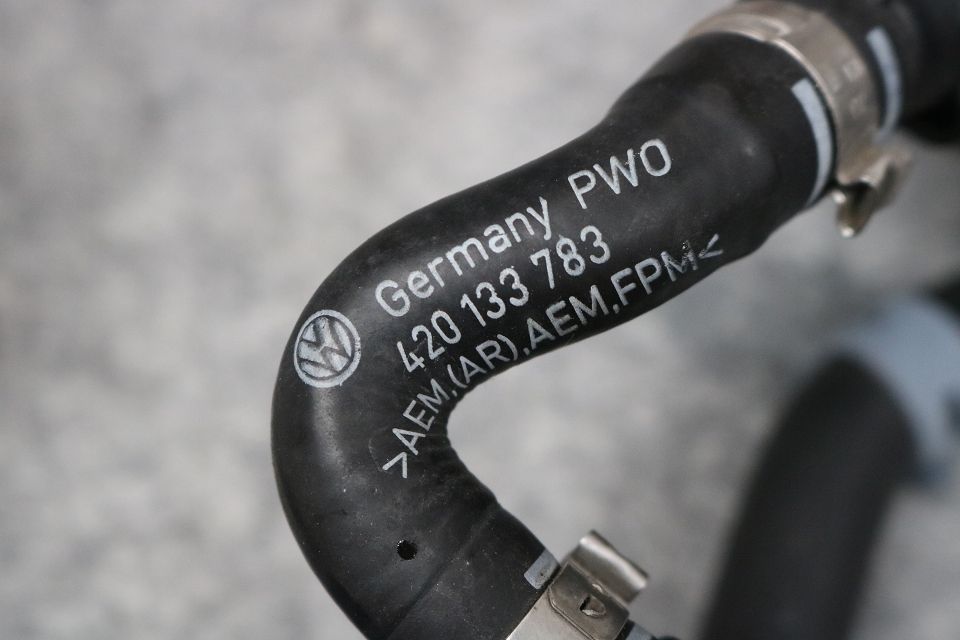 Germany PWO
420 133 783
>AEM,(AR),AEM,FPM<